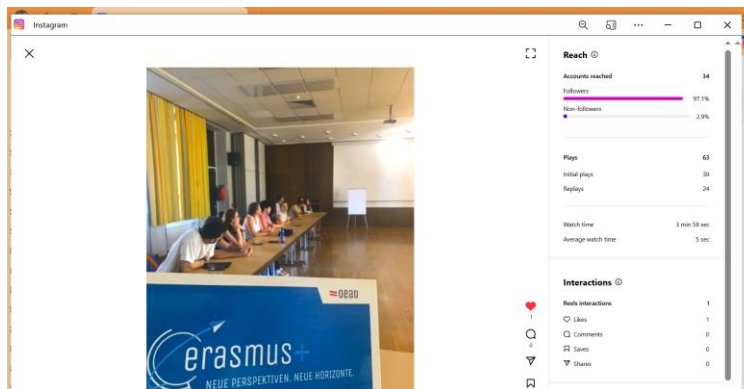 Instagram
Reach
Accounts reached 34
Followers
97.1%
Non-followers
2.9%
Plays 63
Initial plays 39
Replays 24
Watch time 3 min 58 sec
Average watch time 5 sec
Interactions
Reels interactions 1
Likes 1
Comments 0
Saves 0
Shares 0
1
0
DAAD
erasmus+
NEUE PERSPEKTIVEN. NEUE HORIZONTE.